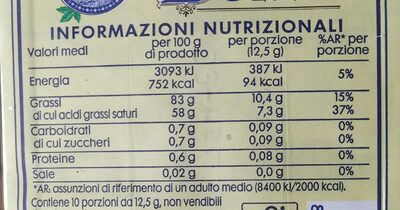 INFORMAZIONI NUTRIZIONALI
Valori medi per 100 g di prodotto per porzione (12,5 g) %AR* per porzione
Energia 3093 kJ 387 kJ 5%
752 kcal 94 kcal
Grassi 83 g 10,4 g 15%
di cui acidi grassi saturi 58 g 7,3 g 37%
Carboidrati 0,7 g 0,09 g 0%
di cui zuccheri 0,7 g 0,09 g 0%
Proteine 0,6 g 0,08 g 0%
Sale 0,02 g 0,0 g 0%
*AR: assunzioni di riferimento di un adulto medio (8400 kJ/2000 kcal).
Contiene 10 porzioni da 12,5 g, non vendibili